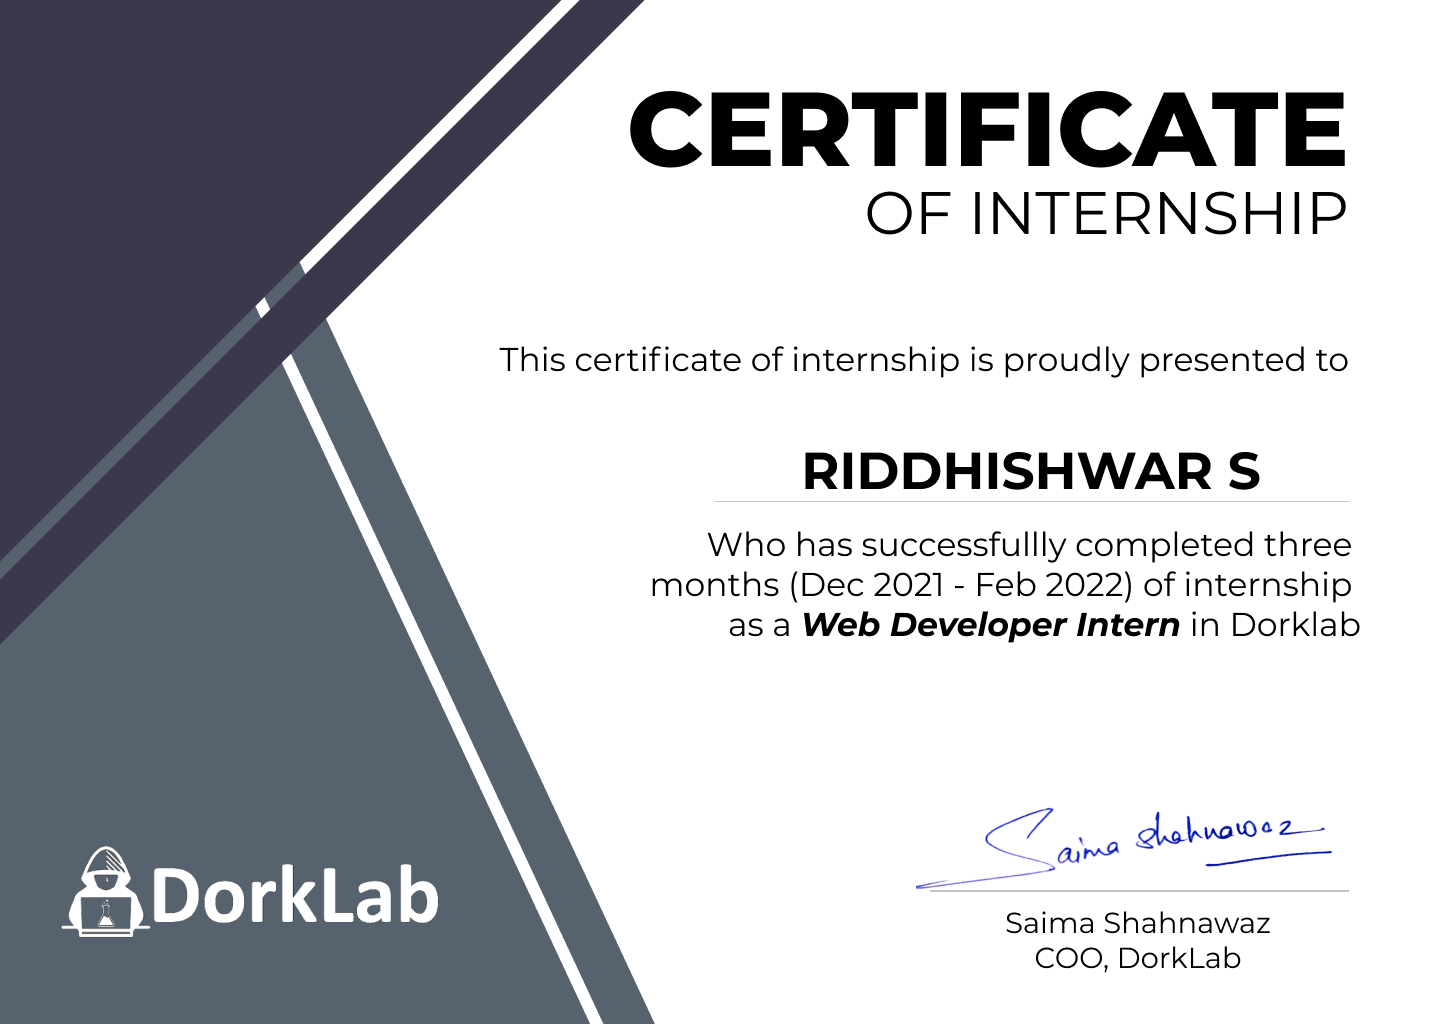 CERTIFICATE
OF INTERNSHIP
This certificate of internship is proudly presented to
RIDDHISHWAR S
Who has successfullly completed three
months (Dec 2021 - Feb 2022) of internship
as a Web Developer Intern in Dorklab
Saima Shahnawaz
Saima Shahnawaz
COO, DorkLab
DorkLab